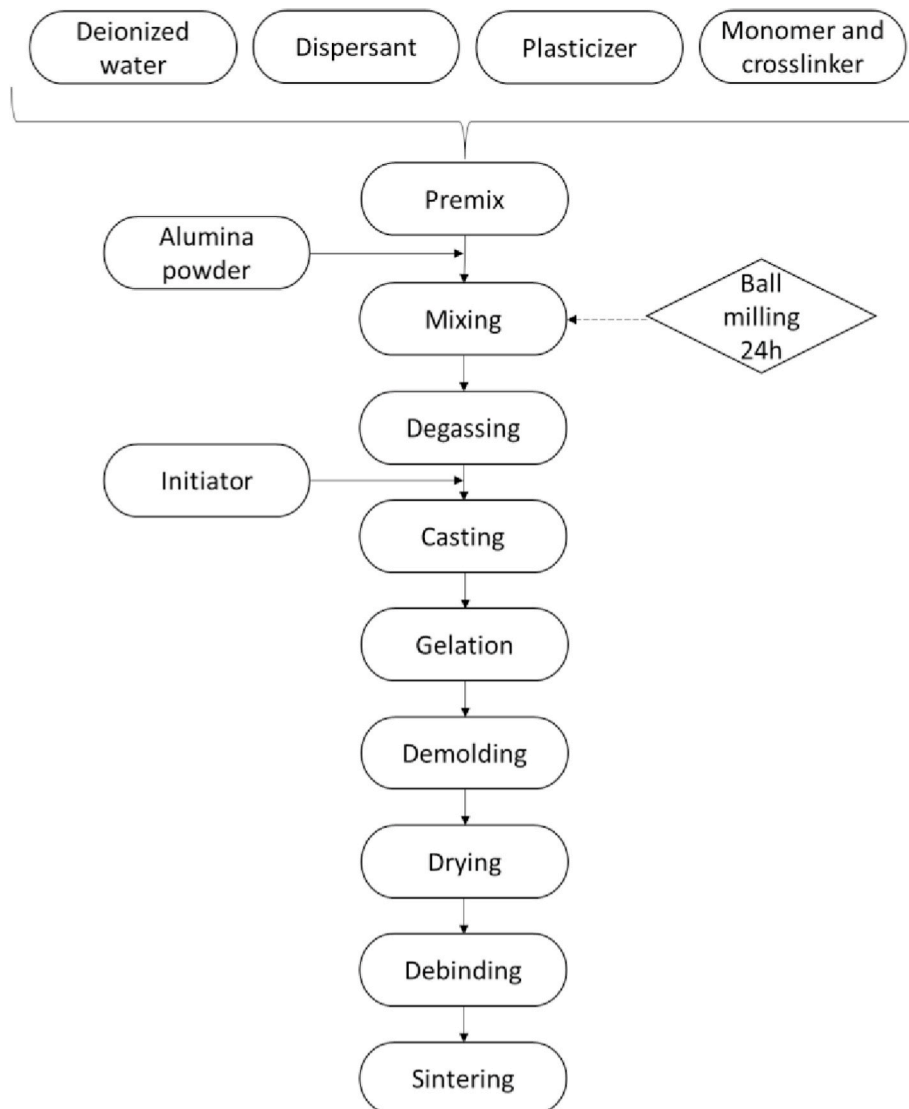 Deionized
water
Dispersant
Plasticizer
Monomer and
crosslinker
Premix
Alumina
powder
Mixing
Ball
milling
24h
Degassing
Initiator
Casting
Gelation
Demolding
Drying
Debinding
Sintering